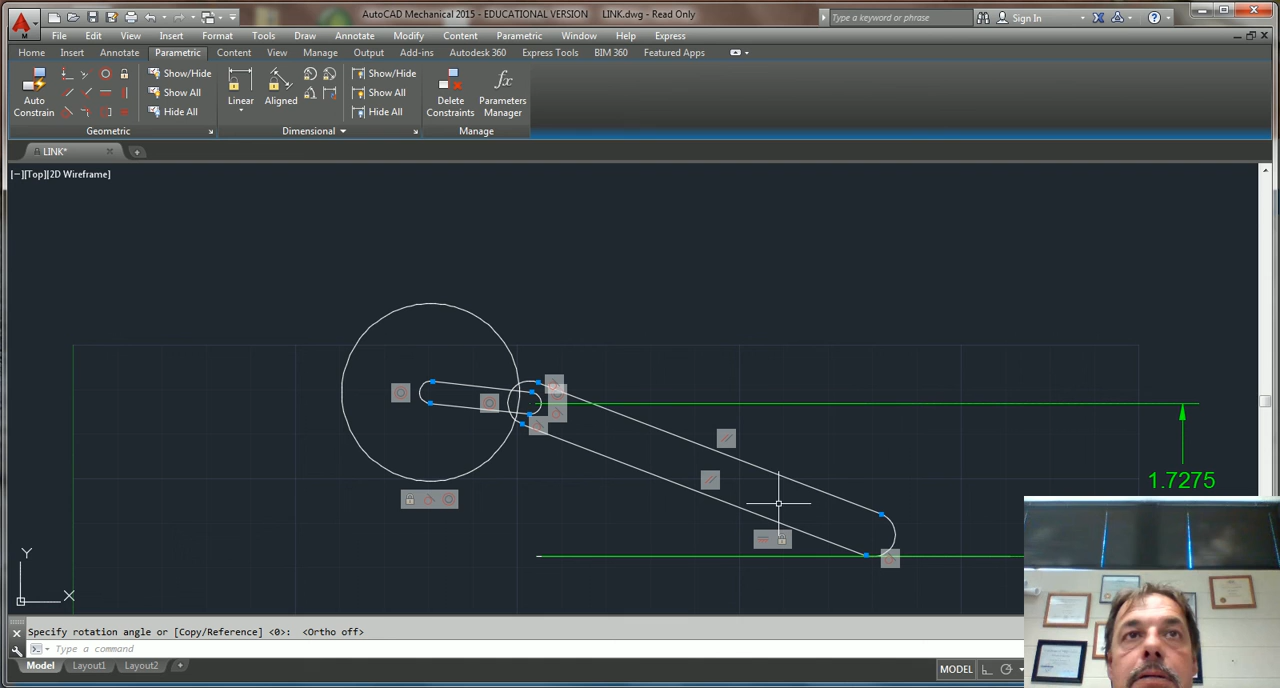 AutoCAD Mechanical 2015 - EDUCATIONAL VERSION LINK.dwg - Read Only
Type a keyword or phrase
Sign In
M
File Edit View Insert Format Tools Draw Annotate Modify Content Parametric Window Help Express
Home Insert Annotate Parametric View Manage Output Add-ins Autodesk 360 Express Tools BIM 360 Featured Apps
Auto
Constrain
Show/Hide
Show All
Hide All
Geometric
Linear
Aligned
Show/Hide
Show All
Hide All
Dimensional
Delete
Constraints
fx
Parameters
Manager
Manage
LINK*
[−][Top][2D Wireframe]
1.7275
Y
X
Specify rotation angle or [Copy/Reference] <0>: <Ortho off>
Type a command
Model Layout1 Layout2
MODEL